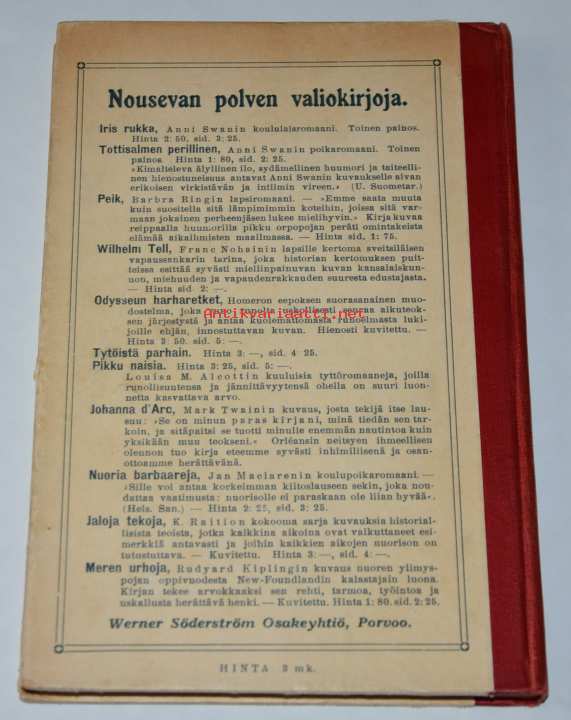 Nousevan polven valiokirjoja.
Iris rukka, Anni Swanin koululaisromaani. Toinen painos.
Hinta 2: 50, sid. 3: 25.
Tottisalmen perillinen, Anni Swanin poikaromaani. Toinen
painos. Hinta 1: 80, sid. 2: 25.
»Kimalteleva älyllinen ilo, sydämellinen huumori ja taiteelli-
nen hienostuneisuus antavat Anni Swanin kuvaukselle aivan
erikoisen virkistävän ja intiimin vireen.» (U. Suometar.)
Peik, Barbra Ringin lapsiromaani. — »Emme saata muuta
kuin suositella sitä lämpimimmin koteihin, joissa sitä var-
maan jokainen perheenjäsen lukee mielihyvin.» Kirja kuvaa
reippaalla huumorilla pikku orpopojan peräti omintakeista
elämää aikaihmisten maailmassa. — Hinta sid. 1: 75.
Wilhelm Tell, Franc Nohainin lapsille kertoma sveitsiläisen
vapaussankarin tarina, joka historian kertomuksen puit-
teissa esittää syvästi mieliinpainuvan kuvan kansalaiskun-
non, miehuuden ja vapaudenrakkauden suuresta edustajasta.
— Hinta sid 2: —.
Odysseun harharetket, Homeron eepoksen suorasanainen muo-
dostelma, joka uskollisesti seuraa alkuteok-
sen järjestystä ja antaa kuolemattomasta runoelmasta luki-
joille ehjän, innostuttavan kuvan. Hienosti kuvitettu. —
Hinta 3 50. sid. 5: —.
Tytöistä parhain. Hinta 3: —, sid. 4 25.
Pikku naisia. Hinta 3: 25, sid. 5: —.
Louisa M. Alcottin kuuluisia tyttöromaaneja, joilla
runollisuutensa ja jännittävyytensä ohella on suuri luon-
netta kasvattava arvo.
Johanna d'Arc, Mark Twainin kuvaus, josta tekijä itse lau-
suu: »Se on minun paras kirjani, minä tiedän sen tar-
koin, ja sitäpaitsi se tuotti minulle enemmän nautintoa kuin
yksikään muu teokseni.» Orléansin neitsyen ihmeellisen
olennon tuo kirja eteemme syvästi inhimillisenä ja osan-
ottoamme herättävänä.
Nuoria barbaareja, Jan Maclarenin koulupoikaromaani. —
»Sille voi antaa korkeimman kiitoslauseen sekin, joka nou-
dattaa vaatimusta: nuorisolle ei paraskaan ole liian hyvää».
(Hels. San.) — Hinta 2: 25, sid. 3: 25.
Jaloja tekoja, K. Raition kokooma sarja kuvauksia historial-
lisista teoista, jotka kaikkina aikoina ovat vaikuttaneet esi-
merkkiä antavasti ja joihin kaikkien aikojen nuorison on
tutustuttava. — Kuvitettu. Hinta 3: —, sid. 4: —.
Meren urhoja, Rudyard Kiplingin kuvaus nuoren ylimys-
pojan oppivuodesta New-Foundlandin kalastajain luona.
Kirjan tekee arvokkaaksi sen rehti, tarmoa, työintoa ja
uskallusta herättävä henki. — Kuvitettu. Hinta 1: 80. sid. 2: 25.
Werner Söderström Osakeyhtiö, Porvoo.
HINTA 3 mk.
Antikvariaatti.net